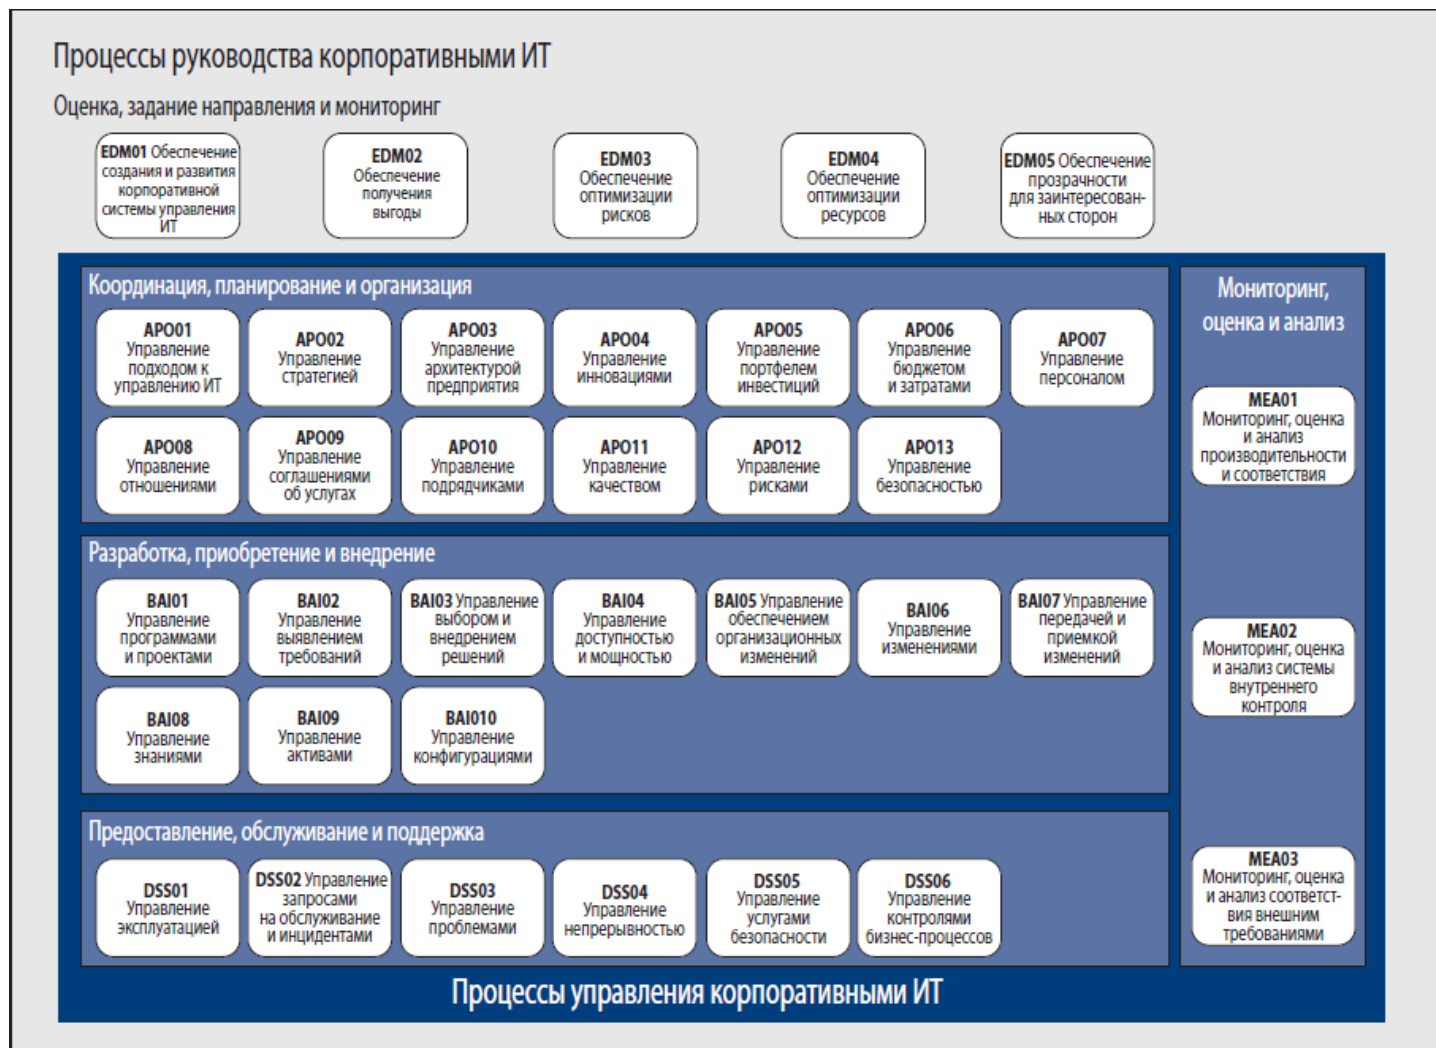 Процессы руководства корпоративными ИТ
Оценка, задание направления и мониторинг
EDM01 Обеспечение
создания и развития
корпоративной
системы управления
ИТ
EDM02
Обеспечение
получения
выгоды
EDM03
Обеспечение
оптимизации
рисков
EDM04
Обеспечение
оптимизации
ресурсов
EDM05 Обеспечение
прозрачности
для заинтересован-
ных сторон
Координация, планирование и организация
APO01
Управление
подходом к
управлению ИТ
APO02
Управление
стратегией
APO03
Управление
архитектурой
предприятия
APO04
Управление
инновациями
APO05
Управление
портфелем
инвестиций
APO06
Управление
бюджетом
и затратами
APO07
Управление
персоналом
APO08
Управление
отношениями
APO09
Управление
соглашениями
об услугах
APO10
Управление
подрядчиками
APO11
Управление
качеством
APO12
Управление
рисками
APO13
Управление
безопасностью
Разработка, приобретение и внедрение
BAI01
Управление
программами
и проектами
BAI02
Управление
выявлением
требований
BAI03 Управление
выбором и
внедрением
решений
BAI04
Управление
доступностью
и мощностью
BAI05 Управление
обеспечением
организационных
изменений
BAI06
Управление
изменениями
BAI07 Управление
передачей и
приемкой
изменений
BAI08
Управление
знаниями
BAI09
Управление
активами
BAI010
Управление
конфигурациями
Предоставление, обслуживание и поддержка
DSS01
Управление
эксплуатацией
DSS02 Управление
запросами
на обслуживание
и инцидентами
DSS03
Управление
проблемами
DSS04
Управление
непрерывностью
DSS05
Управление
услугами
безопасности
DSS06
Управление
контролями
бизнес-процессов
Мониторинг,
оценка и анализ
MEA01
Мониторинг, оценка
и анализ
производительности
и соответствия
MEA02
Мониторинг, оценка
и анализ системы
внутреннего
контроля
MEA03
Мониторинг, оценка
и анализ соответст-
вия внешним
требованиями
Процессы управления корпоративными ИТ